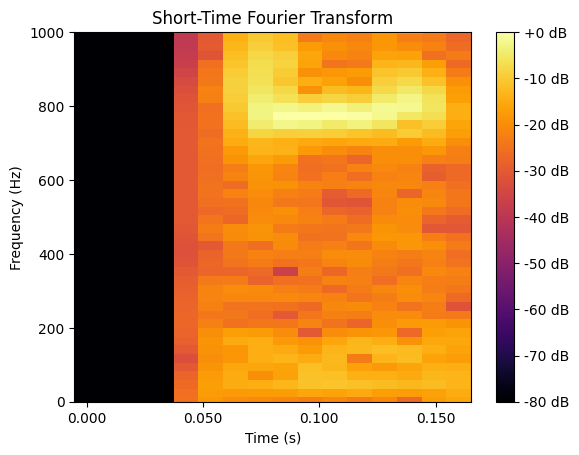 Short-Time Fourier Transform
1000
800
600
400
200
0
Frequency (Hz)
0.000
0.050
0.100
0.150
Time (s)
+0 dB
-10 dB
-20 dB
-30 dB
-40 dB
-50 dB
-60 dB
-70 dB
-80 dB